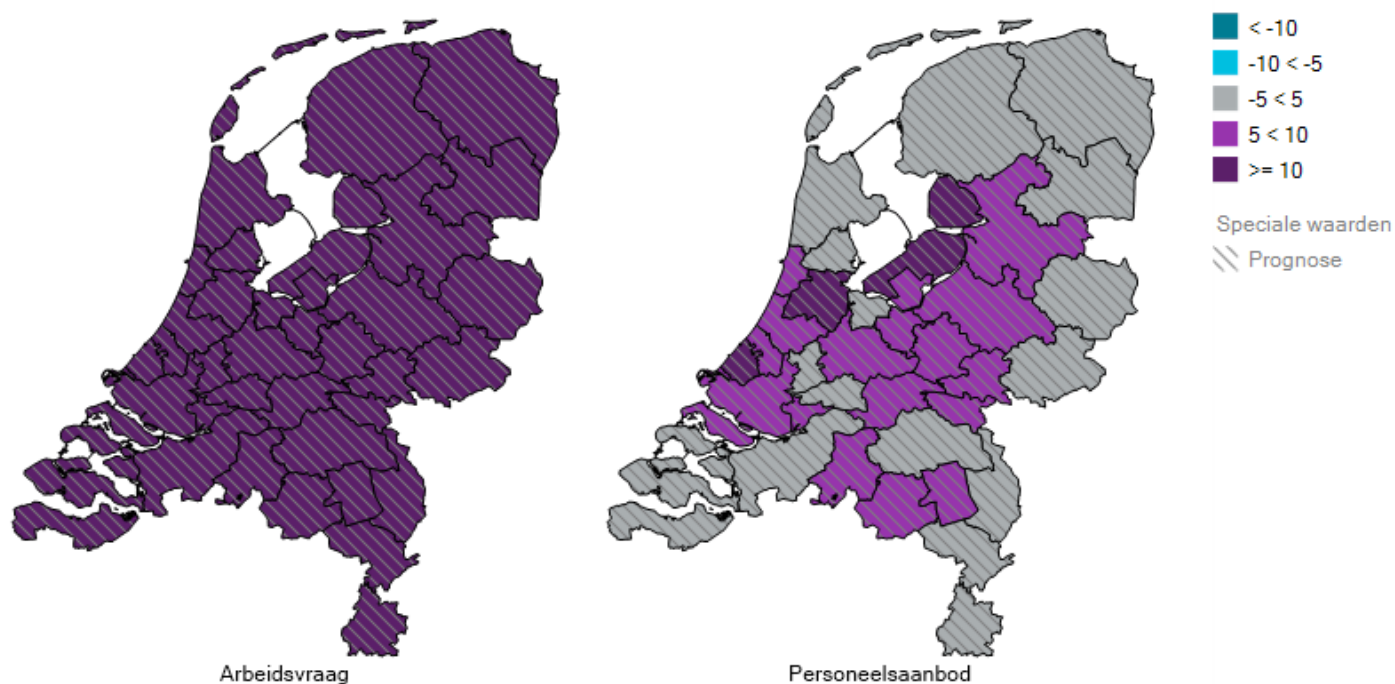 < -10
-10 < -5
-5 < 5
5 < 10
>= 10
Speciale waarden
Prognose
Arbeidsvraag
Personeelsaanbod